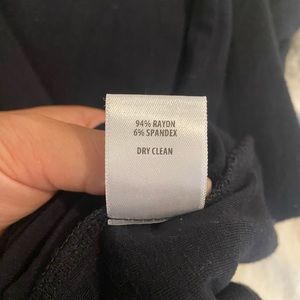 94% RAYON
6% SPANDEX
DRY CLEAN